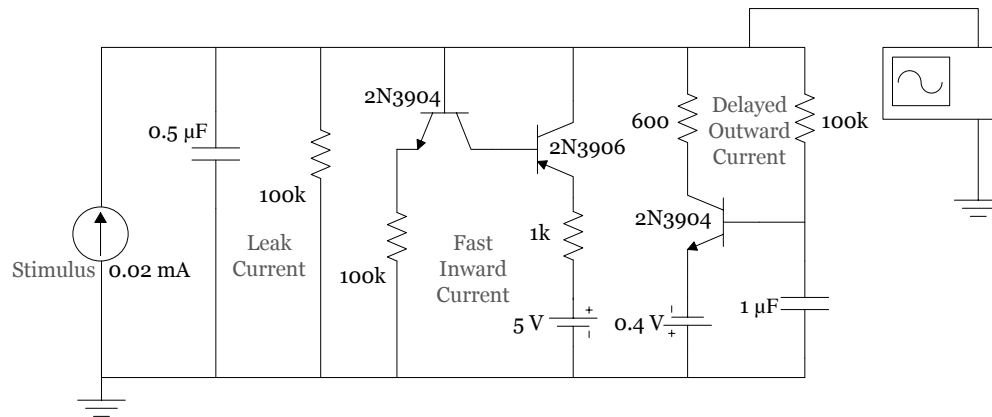 2N3904
0.5 µF
100k
Leak
Current
Stimulus
0.02 mA
100k
2N3906
1k
Fast
Inward
Current
5 V
+
-
600
Delayed
Outward
Current
100k
2N3904
0.4 V
-
+
1 µF